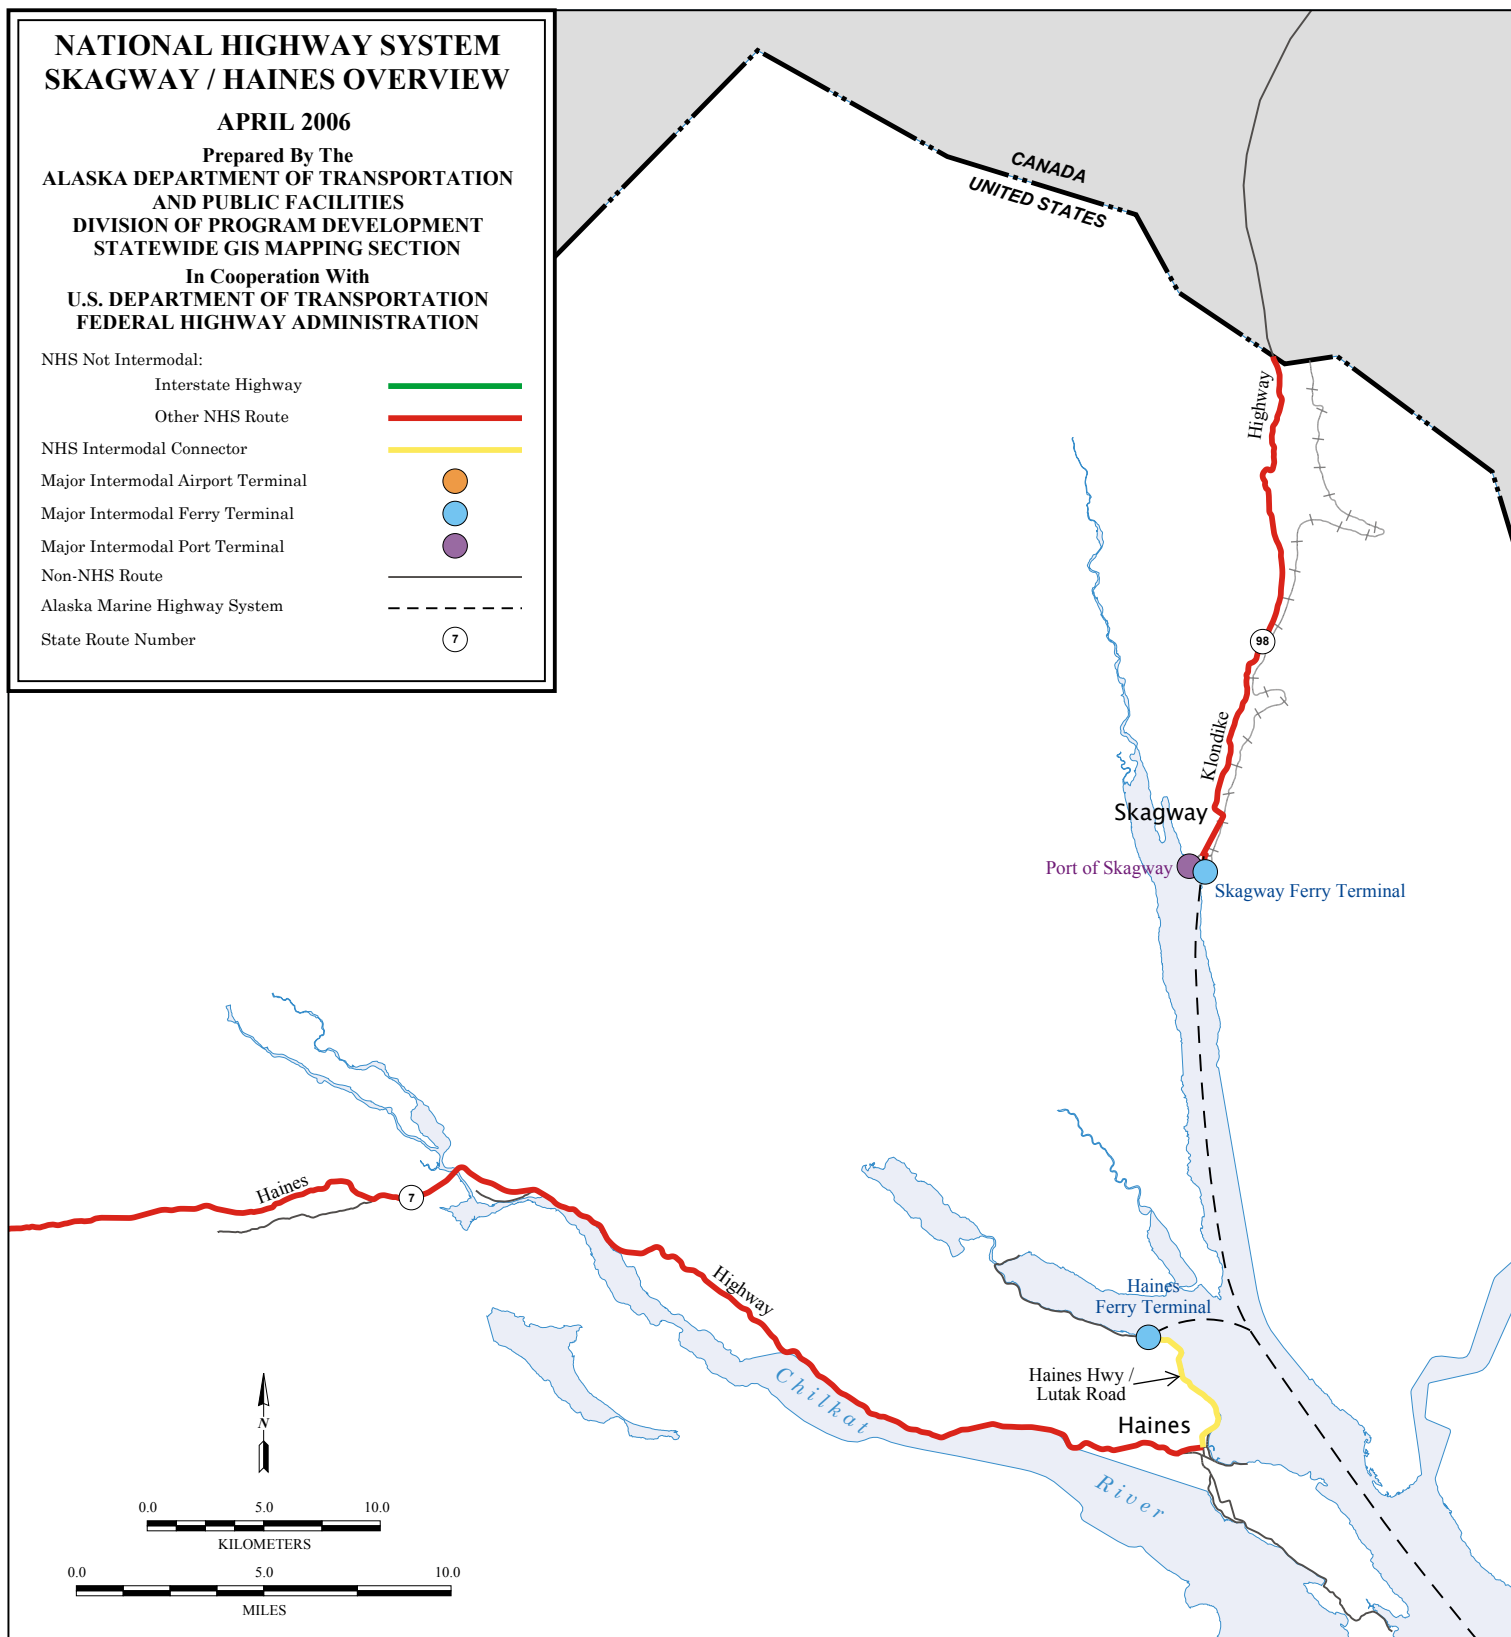 NATIONAL HIGHWAY SYSTEM
SKAGWAY / HAINES OVERVIEW
APRIL 2006
Prepared By The
ALASKA DEPARTMENT OF TRANSPORTATION
AND PUBLIC FACILITIES
DIVISION OF PROGRAM DEVELOPMENT
STATEWIDE GIS MAPPING SECTION
In Cooperation With
U.S. DEPARTMENT OF TRANSPORTATION
FEDERAL HIGHWAY ADMINISTRATION
NHS Not Intermodal:
Interstate Highway
Other NHS Route
NHS Intermodal Connector
Major Intermodal Airport Terminal
Major Intermodal Ferry Terminal
Major Intermodal Port Terminal
Non-NHS Route
Alaska Marine Highway System
State Route Number
7
CANADA
UNITED STATES
Highway
98
Klondike
Skagway
Port of Skagway
Skagway Ferry Terminal
Haines
7
Highway
Haines
Ferry Terminal
Haines Hwy /
Lutak Road
Haines
Chilkat
River
N
0.0 5.0 10.0
KILOMETERS
0.0 5.0 10.0
MILES